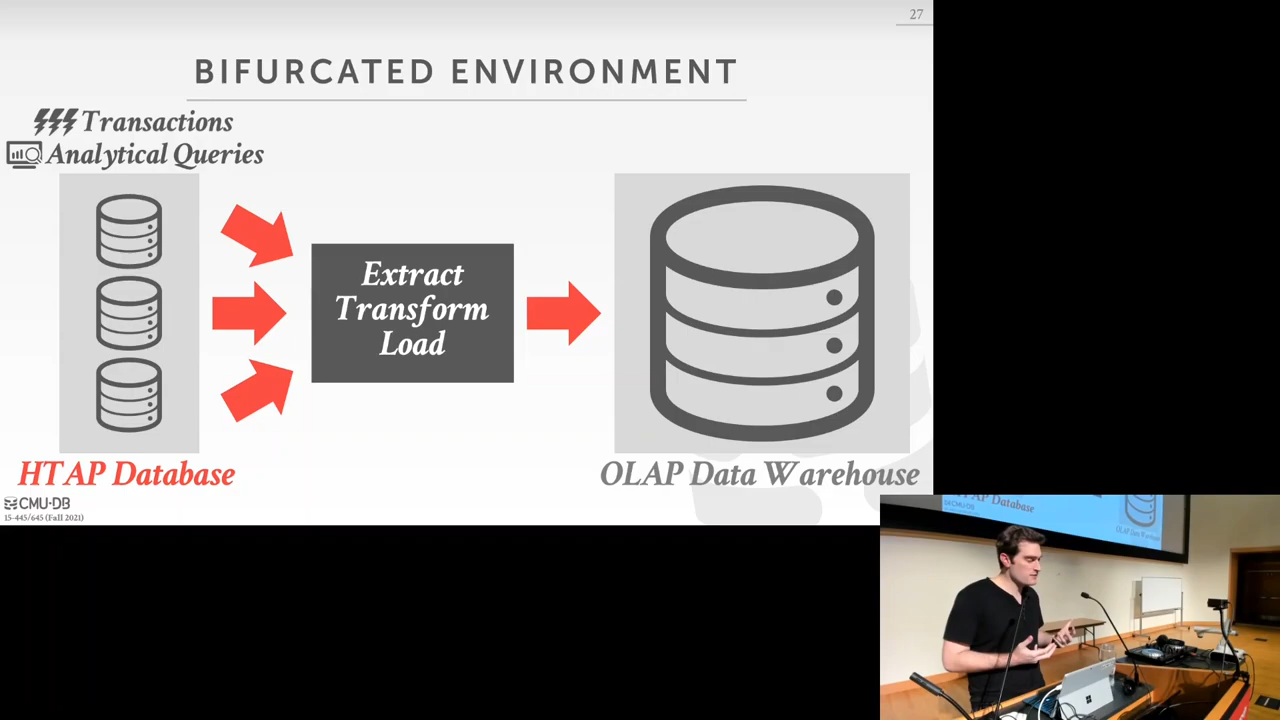 27
BIFURCATED ENVIRONMENT
Transactions
Analytical Queries
Extract
Transform
Load
HTAP Database
OLAP Data Warehouse
CMU·DB
15-445/645 (Fall 2021)
Database